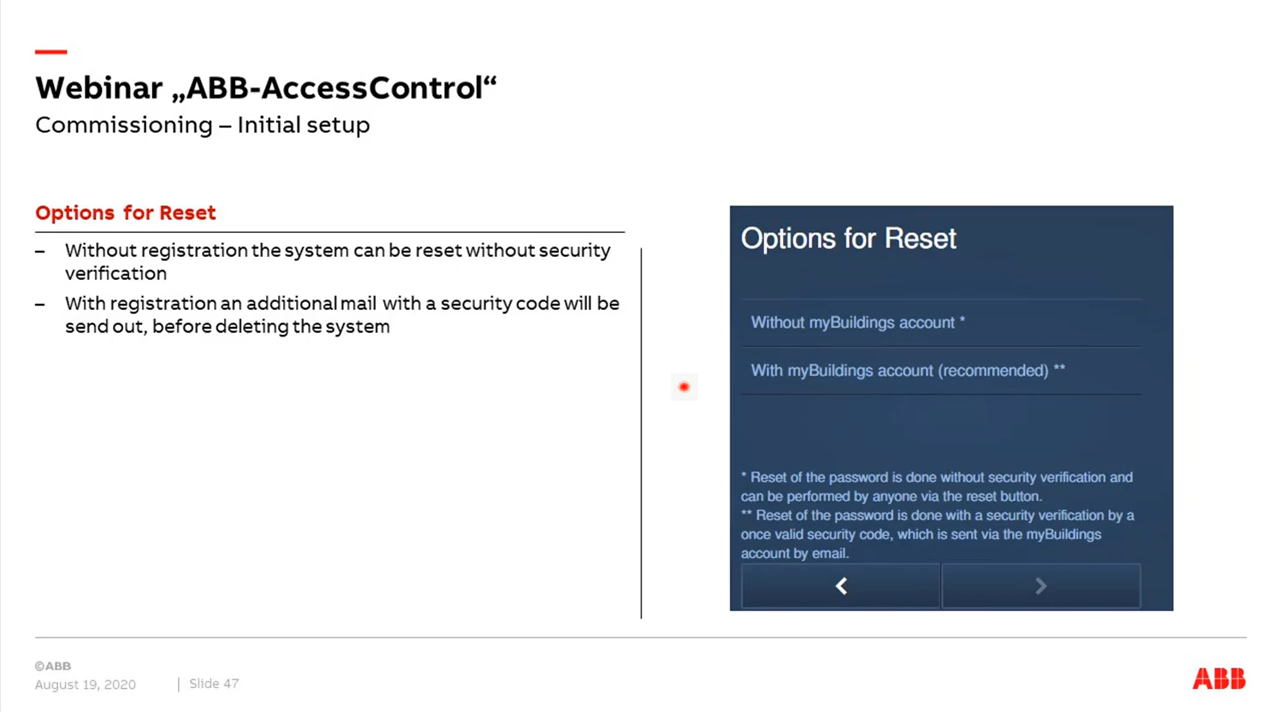 Webinar „ABB-AccessControl“
Commissioning – Initial setup
Options for Reset
– Without registration the system can be reset without security
verification
– With registration an additional mail with a security code will be
send out, before deleting the system
Options for Reset
Without myBuildings account *
With myBuildings account (recommended) **
* Reset of the password is done without security verification and
can be performed by anyone via the reset button.
** Reset of the password is done with a security verification by a
once valid security code, which is sent via the myBuildings
account by email.
©ABB
August 19, 2020 | Slide 47
ABB